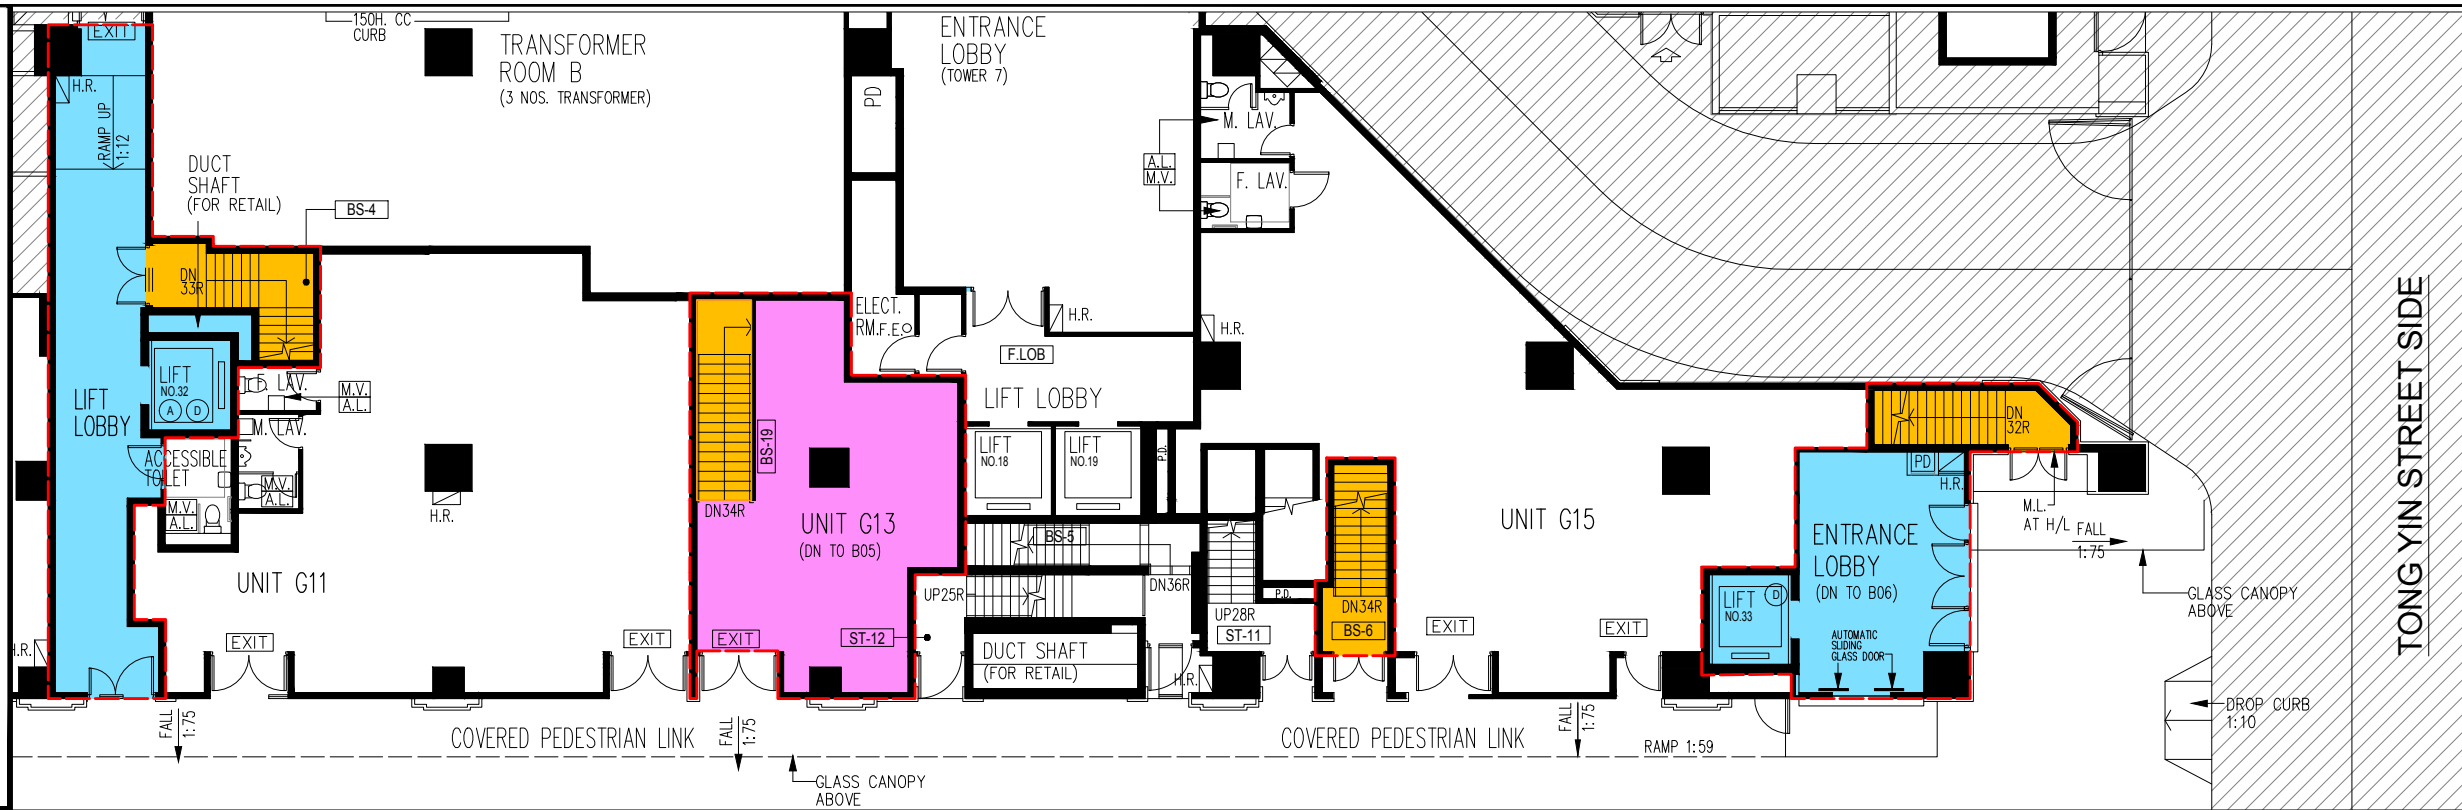 EXIT
150H. CC
CURB
TRANSFORMER
ROOM B
(3 NOS. TRANSFORMER)
ENTRANCE
LOBBY
(TOWER 7)
H.R.
RAMP UP
1:12
PD
M. LAV.
A.L.
M.V.
F. LAV.
DUCT
SHAFT
(FOR RETAIL)
BS-4
DN
33R
ELECT.
RM.
F.E.
H.R.
H.R.
F.LOB
LIFT LOBBY
LIFT
NO.32
A
D
F. LAV.
M.V.
A.L.
LIFT
LOBBY
M. LAV.
ACCESSIBLE
TOILET
M.V.
A.L.
M.V.
A.L.
H.R.
BS-19
DN34R
UNIT G13
(DN TO B05)
LIFT
NO.18
LIFT
NO.19
P.D.
BS-5
DN36R
UP25R
UNIT G11
UNIT G15
DN
32R
PD
H.R.
M.L.
AT H/L
FALL
1:75
ENTRANCE
LOBBY
(DN TO B06)
LIFT
NO.33
D
AUTOMATIC
SLIDING
GLASS DOOR
GLASS CANOPY
ABOVE
TONG YIN STREET SIDE
P.D.
UP28R
ST-11
DN34R
BS-6
EXIT
EXIT
H.R.
EXIT
EXIT
EXIT
ST-12
DUCT SHAFT
(FOR RETAIL)
H.R.
FALL
1:75
COVERED PEDESTRIAN LINK
FALL
1:75
COVERED PEDESTRIAN LINK
FALL
1:75
RAMP 1:59
DROP CURB
1:10
GLASS CANOPY
ABOVE